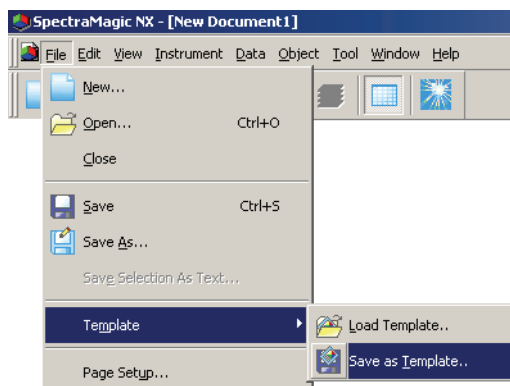 SpectraMagic NX - [New Document1]
File Edit View Instrument Data Object Tool Window Help
New...
Open... Ctrl+O
Close
Save Ctrl+S
Save As...
Save Selection As Text...
Template
Load Template..
Save as Template..
Page Setup...